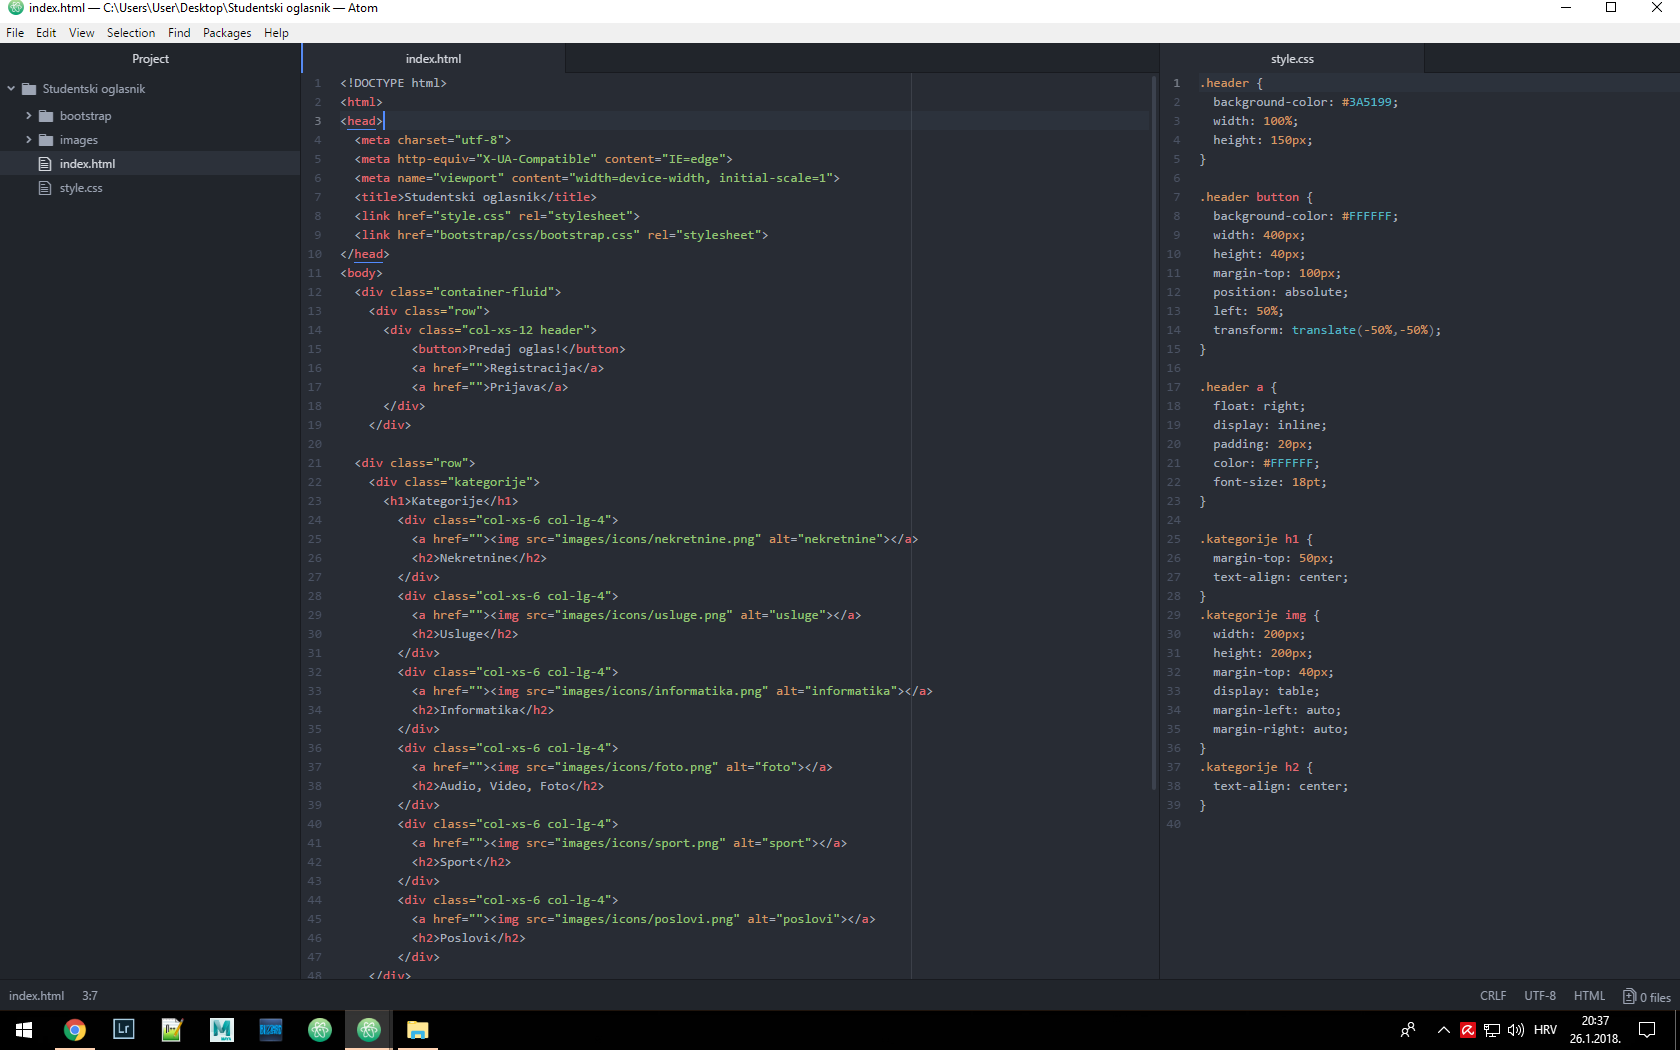 index.html — C:\Users\User\Desktop\Studentski oglasnik — Atom
File Edit View Selection Find Packages Help
Project
Studentski oglasnik
bootstrap
images
index.html
style.css
index.html
1 <!DOCTYPE html>
2 <html>
3 <head>
4 <meta charset="utf-8">
5 <meta http-equiv="X-UA-Compatible" content="IE=edge">
6 <meta name="viewport" content="width=device-width, initial-scale=1">
7 <title>Studentski oglasnik</title>
8 <link href="style.css" rel="stylesheet">
9 <link href="bootstrap/css/bootstrap.css" rel="stylesheet">
10 </head>
11 <body>
12 <div class="container-fluid">
13 <div class="row">
14 <div class="col-xs-12 header">
15 <button>Predaj oglas!</button>
16 <a href="">Registracija</a>
17 <a href="">Prijava</a>
18 </div>
19 </div>
20
21 <div class="row">
22 <div class="kategorije">
23 <h1>Kategorije</h1>
24 <div class="col-xs-6 col-lg-4">
25 <a href=""><img src="images/icons/nekretnine.png" alt="nekretnine"></a>
26 <h2>Nekretnine</h2>
27 </div>
28 <div class="col-xs-6 col-lg-4">
29 <a href=""><img src="images/icons/usluge.png" alt="usluge"></a>
30 <h2>Usluge</h2>
31 </div>
32 <div class="col-xs-6 col-lg-4">
33 <a href=""><img src="images/icons/informatika.png" alt="informatika"></a>
34 <h2>Informatika</h2>
35 </div>
36 <div class="col-xs-6 col-lg-4">
37 <a href=""><img src="images/icons/foto.png" alt="foto"></a>
38 <h2>Audio, Video, Foto</h2>
39 </div>
40 <div class="col-xs-6 col-lg-4">
41 <a href=""><img src="images/icons/sport.png" alt="sport"></a>
42 <h2>Sport</h2>
43 </div>
44 <div class="col-xs-6 col-lg-4">
45 <a href=""><img src="images/icons/poslovi.png" alt="poslovi"></a>
46 <h2>Poslovi</h2>
47 </div>
48 </div>
style.css
1 .header {
2 background-color: #3A5199;
3 width: 100%;
4 height: 150px;
5 }
6
7 .header button {
8 background-color: #FFFFFF;
9 width: 400px;
10 height: 40px;
11 margin-top: 100px;
12 position: absolute;
13 left: 50%;
14 transform: translate(-50%,-50%);
15 }
16
17 .header a {
18 float: right;
19 display: inline;
20 padding: 20px;
21 color: #FFFFFF;
22 font-size: 18pt;
23 }
24
25 .kategorije h1 {
26 margin-top: 50px;
27 text-align: center;
28 }
29 .kategorije img {
30 width: 200px;
31 height: 200px;
32 margin-top: 40px;
33 display: table;
34 margin-left: auto;
35 margin-right: auto;
36 }
37 .kategorije h2 {
38 text-align: center;
39 }
40
index.html 3:7 CRLF UTF-8 HTML 0 files
Lr
HRV
20:37
26.1.2018.